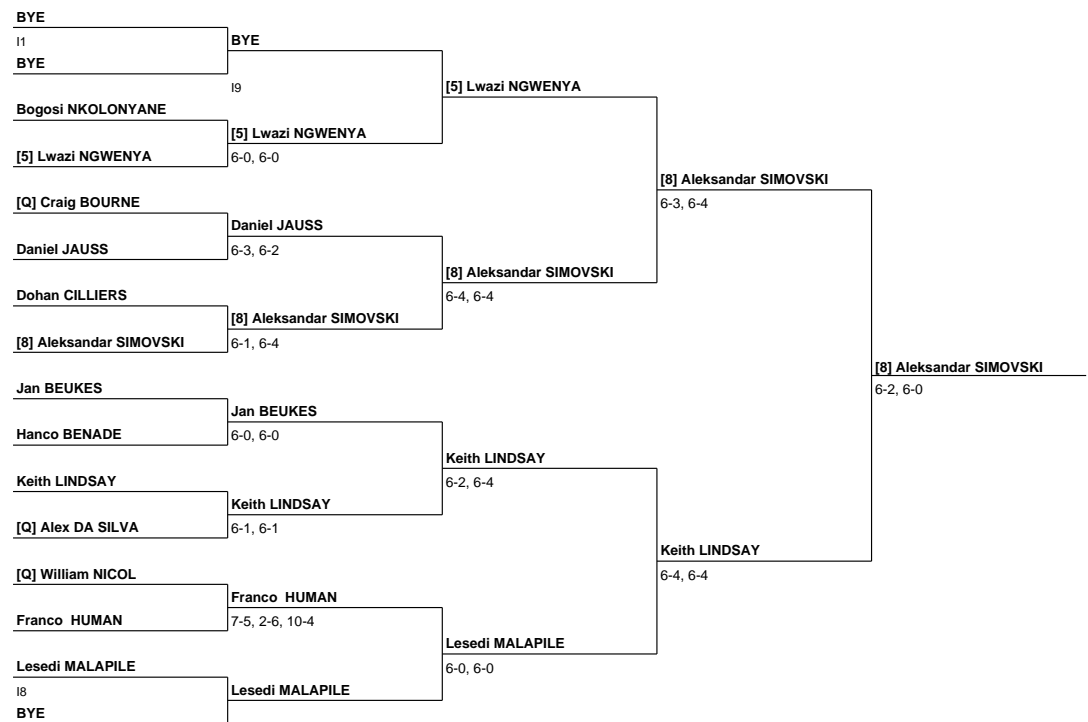 BYE
I1
BYE
BYE
I9
[5] Lwazi NGWENYA
Bogosi NKOLONYANE
[5] Lwazi NGWENYA
[5] Lwazi NGWENYA
6-0, 6-0
[8] Aleksandar SIMOVSKI
6-3, 6-4
[Q] Craig BOURNE
Daniel JAUSS
Daniel JAUSS
6-3, 6-2
[8] Aleksandar SIMOVSKI
6-4, 6-4
Dohan CILLIERS
[8] Aleksandar SIMOVSKI
[8] Aleksandar SIMOVSKI
6-1, 6-4
[8] Aleksandar SIMOVSKI
6-2, 6-0
Jan BEUKES
Hanco BENADE
Jan BEUKES
6-0, 6-0
Keith LINDSAY
6-2, 6-4
Keith LINDSAY
[Q] Alex DA SILVA
Keith LINDSAY
6-1, 6-1
Keith LINDSAY
6-4, 6-4
[Q] William NICOL
Franco HUMAN
Franco HUMAN
7-5, 2-6, 10-4
Lesedi MALAPILE
6-0, 6-0
Lesedi MALAPILE
I8
BYE
Lesedi MALAPILE